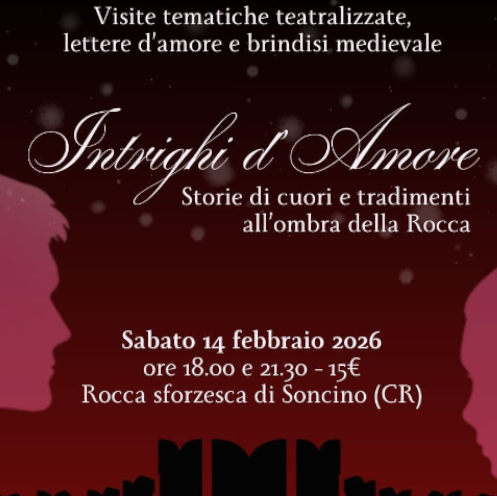 Visite tematiche teatralizzate,
lettere d'amore e brindisi medievale
Intrighi d'Amore
Storie di cuori e tradimenti
all'ombra della Rocca
Sabato 14 febbraio 2026
ore 18.00 e 21.30 - 15€
Rocca sforzesca di Soncino (CR)